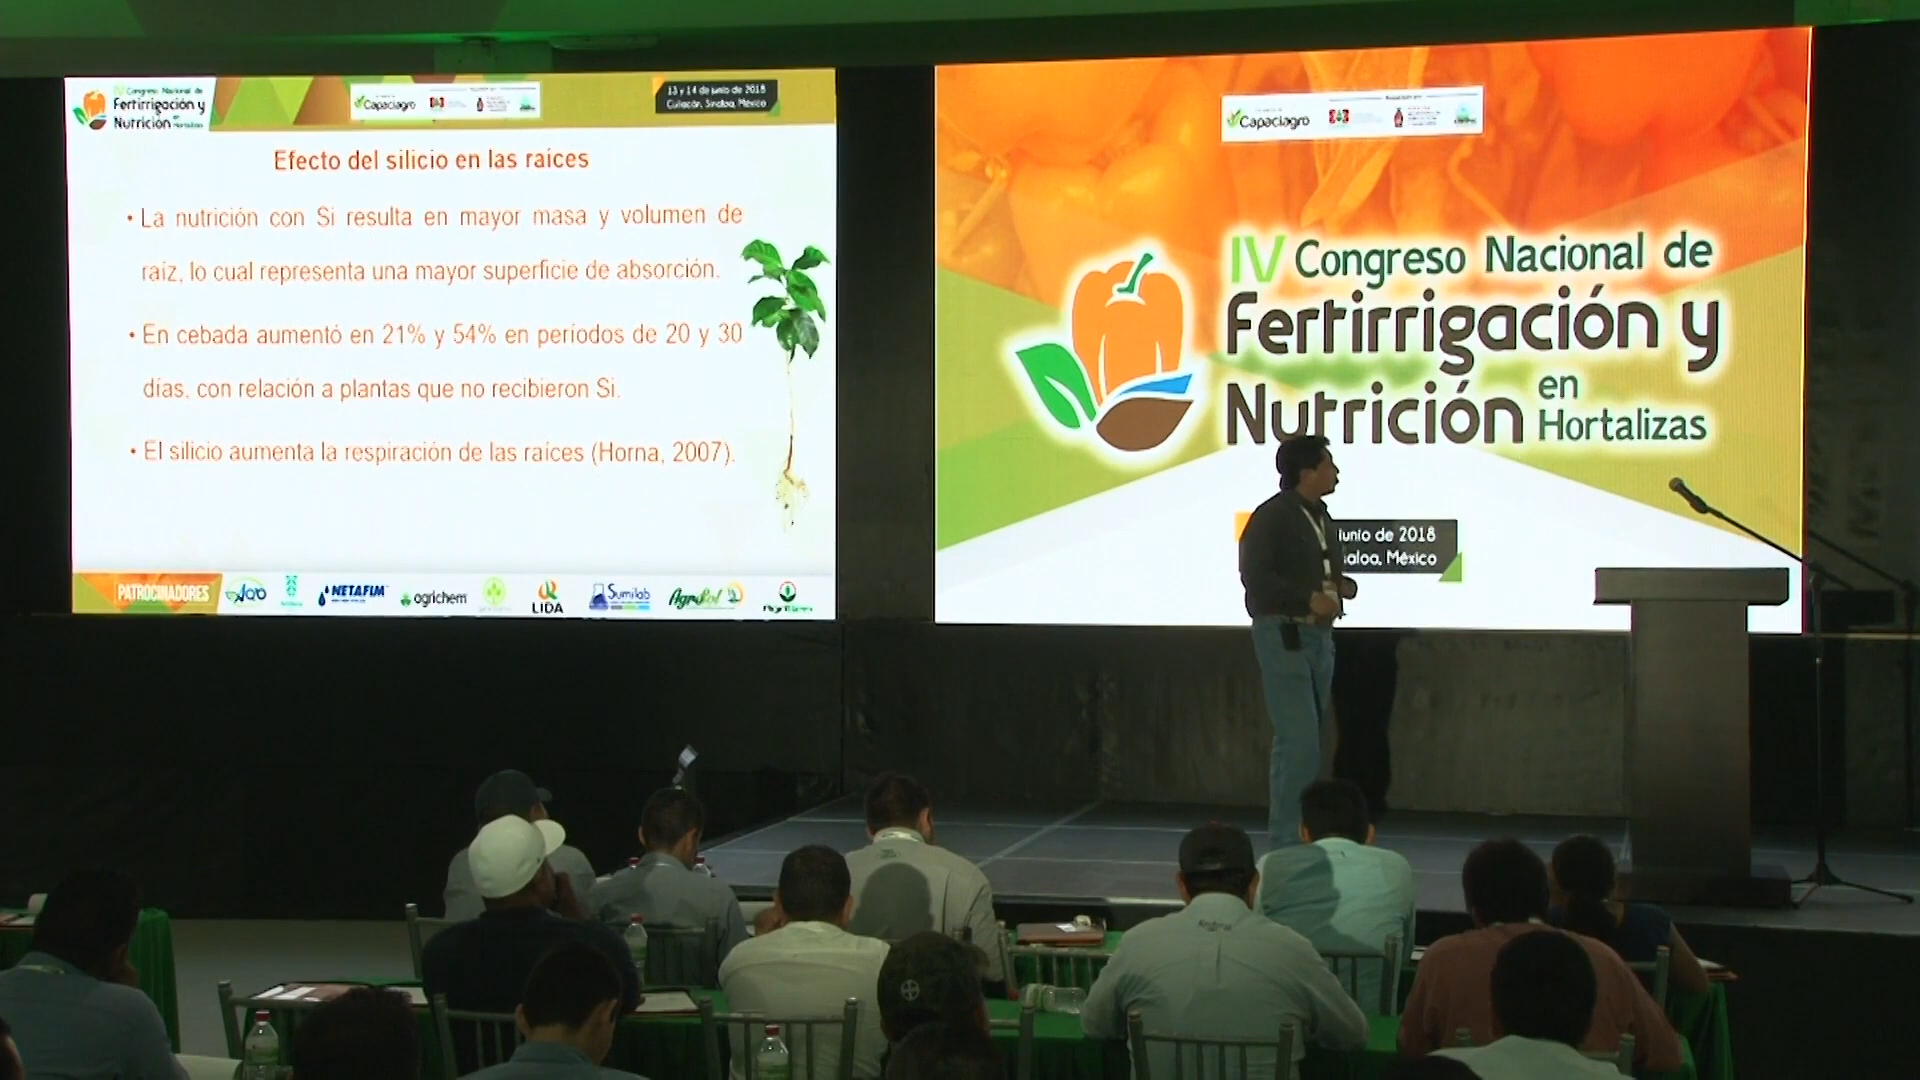 IV Congreso Nacional de
Fertirrigación y
Nutrición en Hortalizas
Capaciagro
13 y 14 de junio de 2018
Culiacán, Sinaloa, México
Efecto del silicio en las raíces
• La nutrición con Si resulta en mayor masa y volumen de
raíz, lo cual representa una mayor superficie de absorción.
• En cebada aumentó en 21% y 54% en períodos de 20 y 30
días, con relación a plantas que no recibieron Si.
• El silicio aumenta la respiración de las raíces (Horna, 2007).
PATROCINADORES
NETAFIM
agrichem
LIDA
Sumilab
AgroSol
Capaciagro
IV Congreso Nacional de
Fertirrigación y
Nutrición en
Hortalizas
junio de 2018
aloa, México